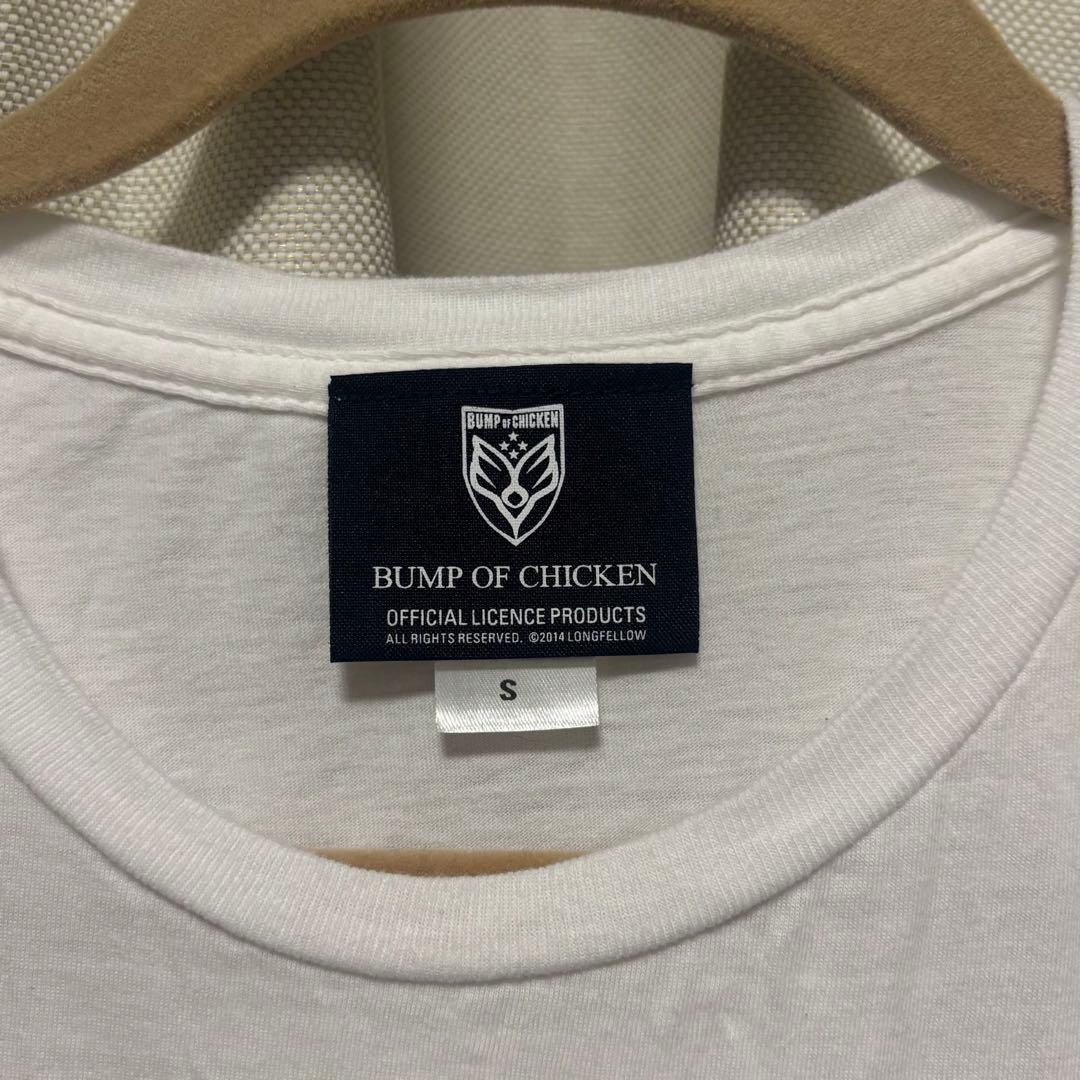 BUMP OF CHICKEN
BUMP OF CHICKEN
OFFICIAL LICENCE PRODUCTS
ALL RIGHTS RESERVED. ©2014 LONGFELLOW
S